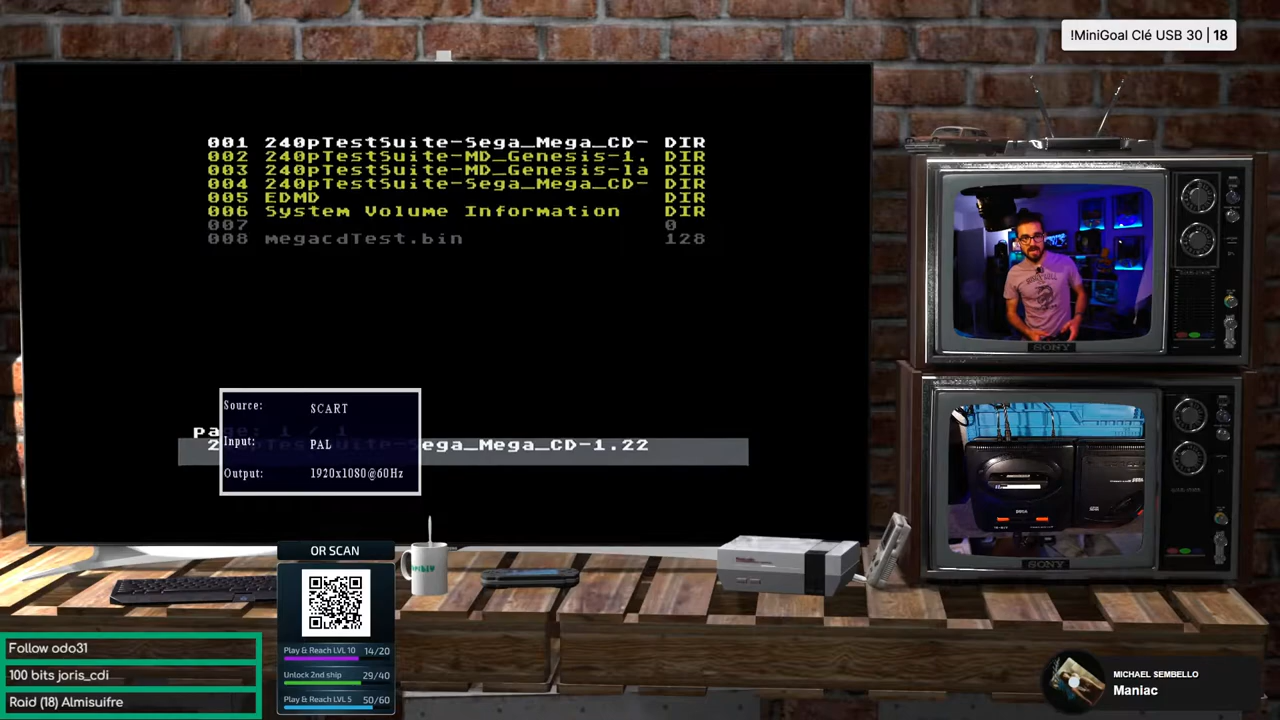 !MiniGoal Clé USB 30 | 18
001 240pTestSuite-Sega_Mega_CD- DIR
002 240pTestSuite-MD_Genesis-1. DIR
003 240pTestSuite-MD_Genesis-1a DIR
004 240pTestSuite-Sega_Mega_CD- DIR
005 EDMD DIR
006 System Volume Information DIR
007 0
008 megacdTest.bin 128
Source: SCART
Input: PAL
Output: 1920x1080@60Hz
Sega_Mega_CD-1.22
SONY
SEGA
SONY
OR SCAN
Play & Reach LVL 10 14/20
Unlock 2nd ship 29/40
Play & Reach LVL 5 50/60
Follow odo31
100 bits joris_cdi
Raid (18) Almisuifre
MICHAEL SEMBELLO
Maniac